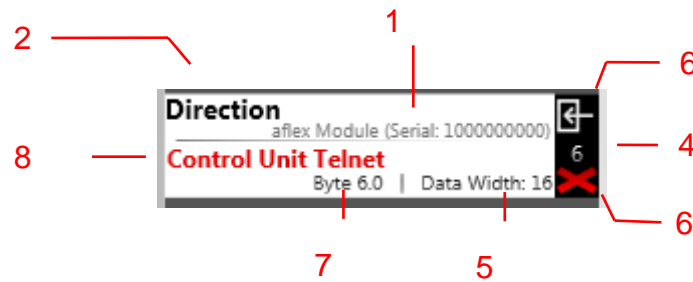 1
2
6
Direction
aflex Module (Serial: 1000000000)
8
4
6
Control Unit Telnet
Byte 6.0 | Data Width: 16
6
7
5